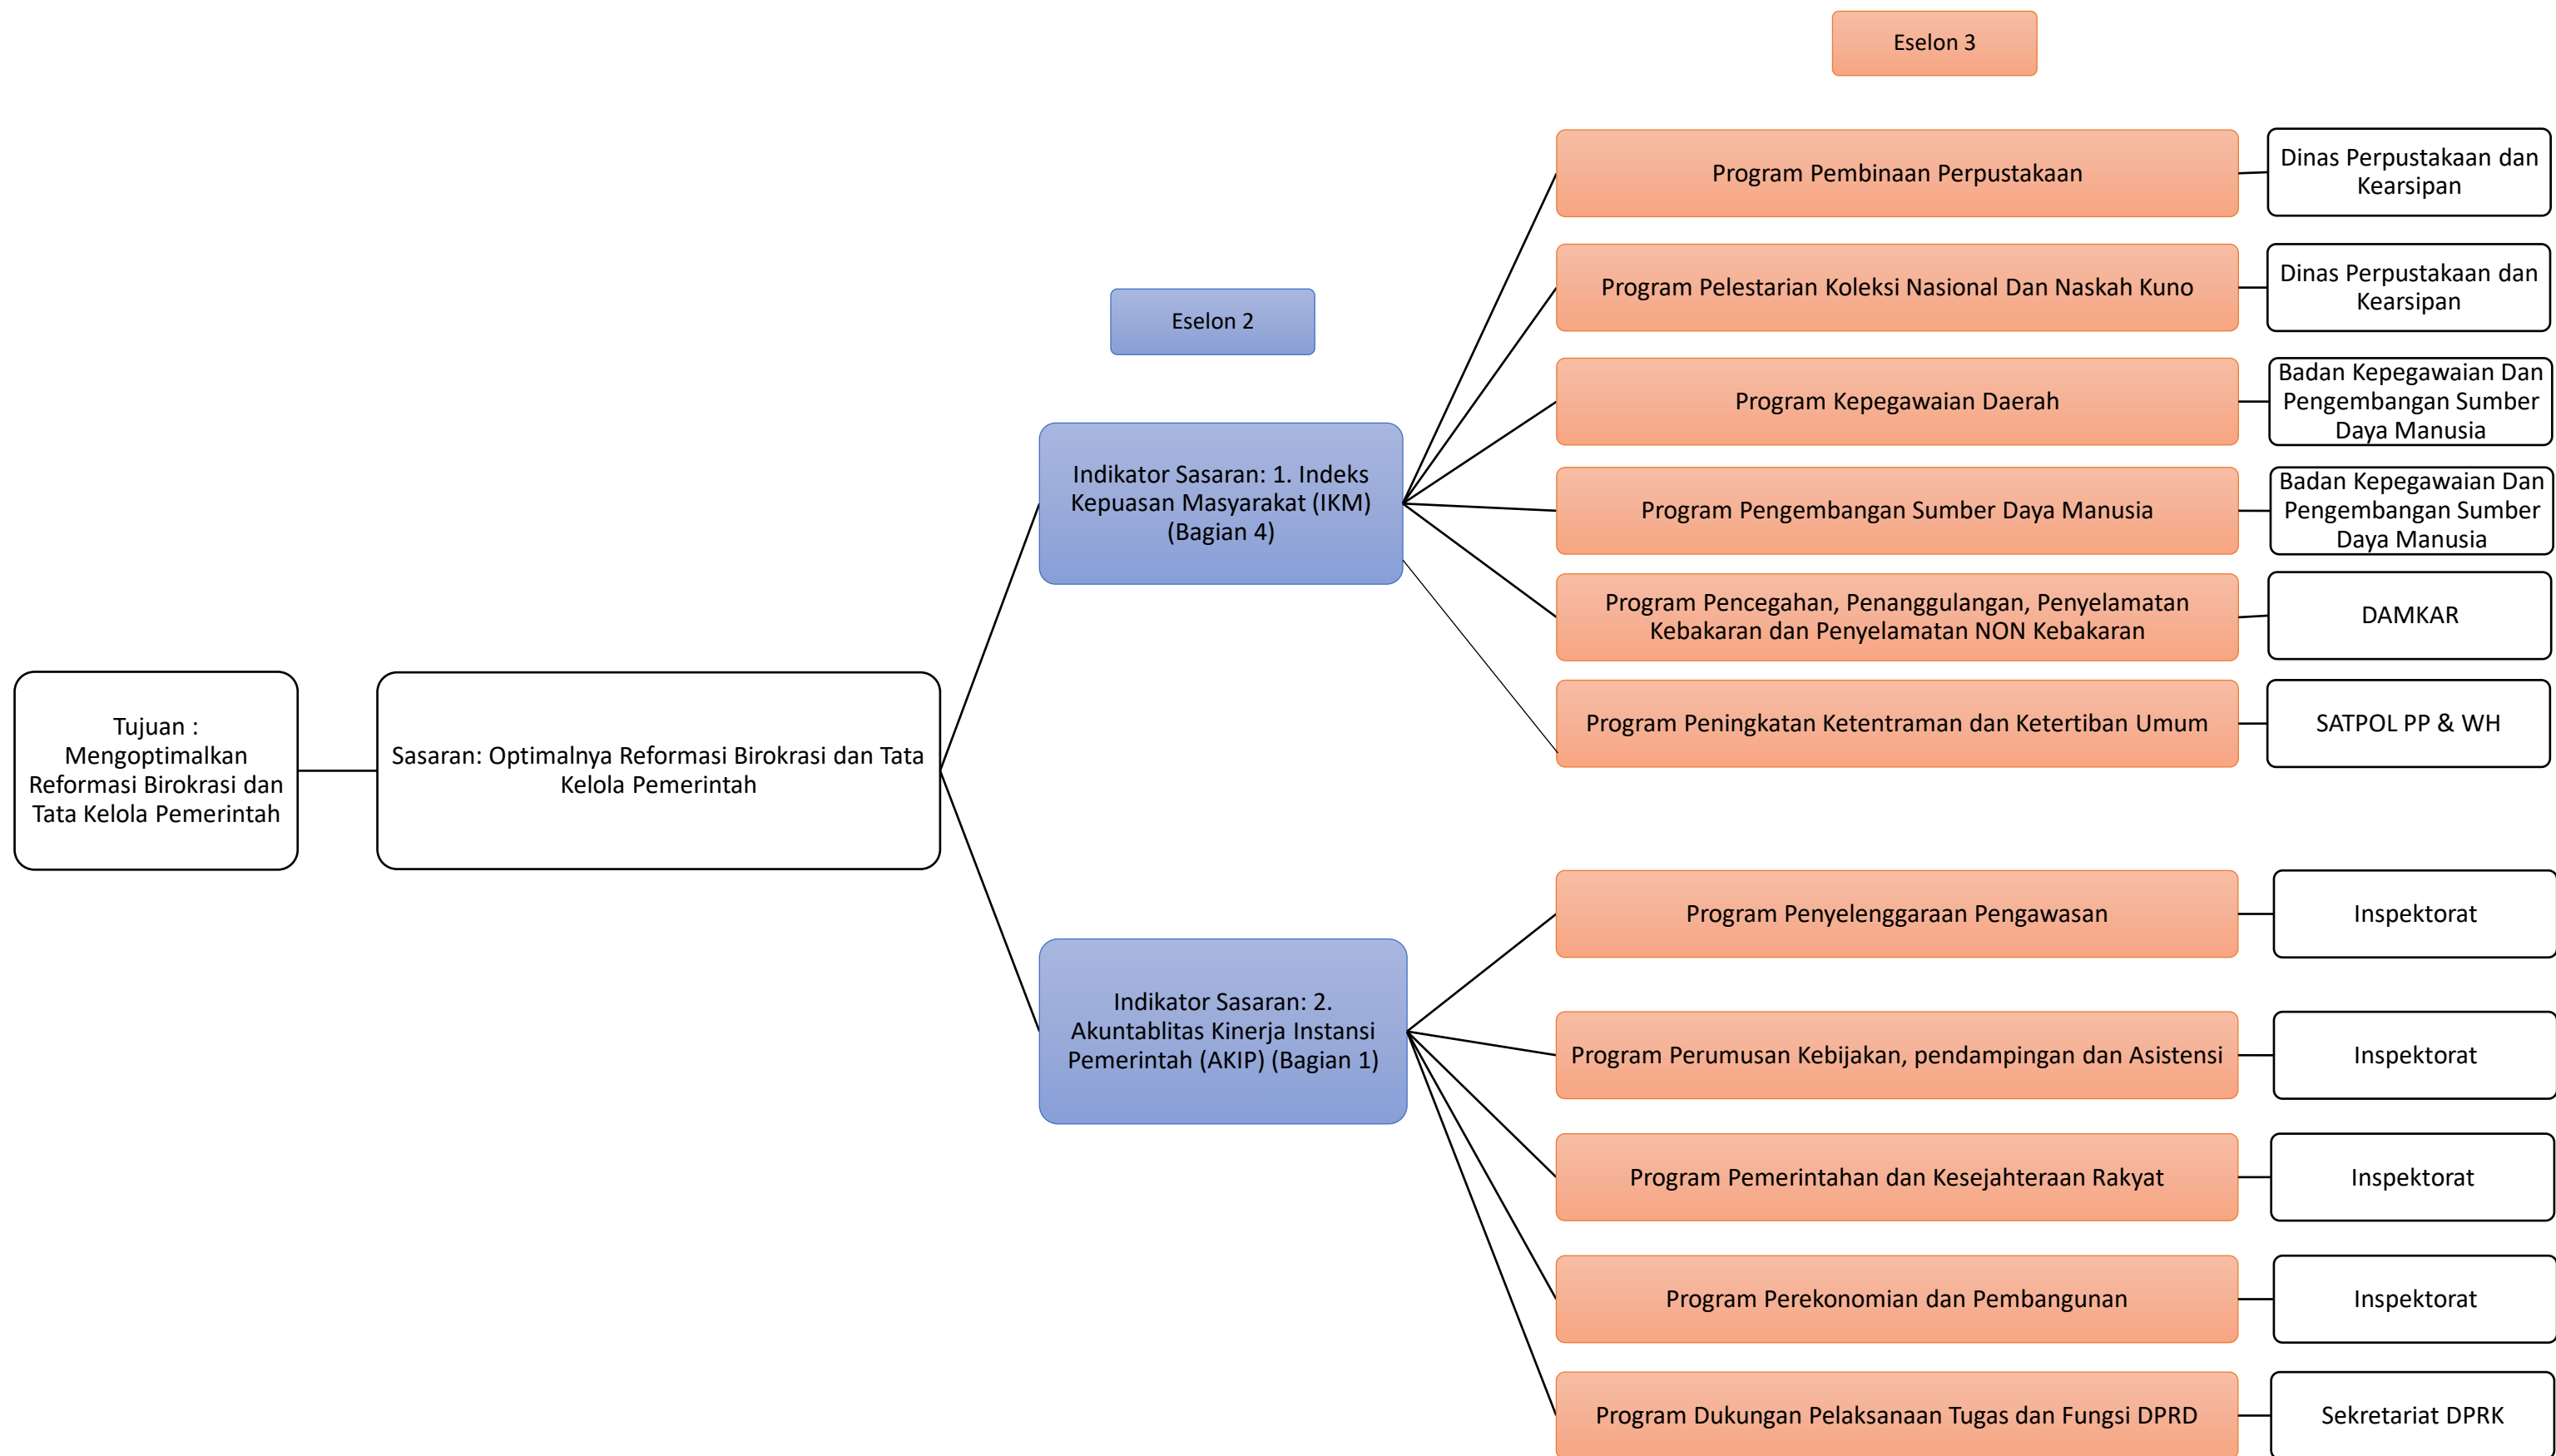 Eselon 3
Program Pembinaan Perpustakaan
Dinas Perpustakaan dan
Kearsipan
Program Pelestarian Koleksi Nasional Dan Naskah Kuno
Dinas Perpustakaan dan
Kearsipan
Eselon 2
Program Kepegawaian Daerah
Badan Kepegawaian Dan
Pengembangan Sumber
Daya Manusia
Indikator Sasaran: 1. Indeks
Kepuasan Masyarakat (IKM)
(Bagian 4)
Program Pengembangan Sumber Daya Manusia
Badan Kepegawaian Dan
Pengembangan Sumber
Daya Manusia
Program Pencegahan, Penanggulangan, Penyelamatan
Kebakaran dan Penyelamatan NON Kebakaran
DAMKAR
Program Peningkatan Ketentraman dan Ketertiban Umum
SATPOL PP & WH
Tujuan :
Mengoptimalkan
Reformasi Birokrasi dan
Tata Kelola Pemerintah
Sasaran: Optimalnya Reformasi Birokrasi dan Tata
Kelola Pemerintah
Program Penyelenggaraan Pengawasan
Inspektorat
Indikator Sasaran: 2.
Akuntablitas Kinerja Instansi
Pemerintah (AKIP) (Bagian 1)
Program Perumusan Kebijakan, pendampingan dan Asistensi
Inspektorat
Program Pemerintahan dan Kesejahteraan Rakyat
Inspektorat
Program Perekonomian dan Pembangunan
Inspektorat
Program Dukungan Pelaksanaan Tugas dan Fungsi DPRD
Sekretariat DPRK